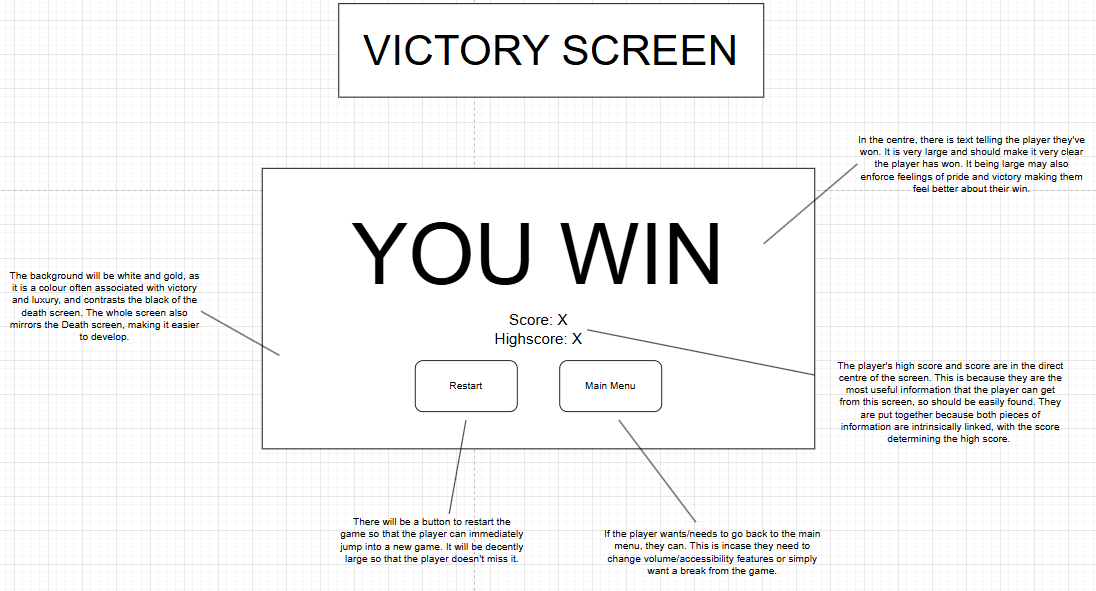 VICTORY SCREEN
In the centre, there is text telling the player they've
won. It is very large and should make it very clear
the player has won. It being large may also
enforce feelings of pride and victory making them
feel better about their win.
YOU WIN
The background will be white and gold, as
it is a colour often associated with victory
and luxury, and contrasts the black of the
death screen. The whole screen also
mirrors the Death screen, making it easier
to develop.
Score: X
Highscore: X
Restart
Main Menu
The player's high score and score are in the direct
centre of the screen. This is because they are the
most useful information that the player can get
from this screen, so should be easily found. They
are put together because both pieces of
information are intrinsically linked, with the score
determining the high score.
There will be a button to restart the
game so that the player can immediately
jump into a new game. It will be decently
large so that the player doesn't miss it.
If the player wants/needs to go back to the main
menu, they can. This is incase they need to
change volume/accessibility features or simply
want a break from the game.